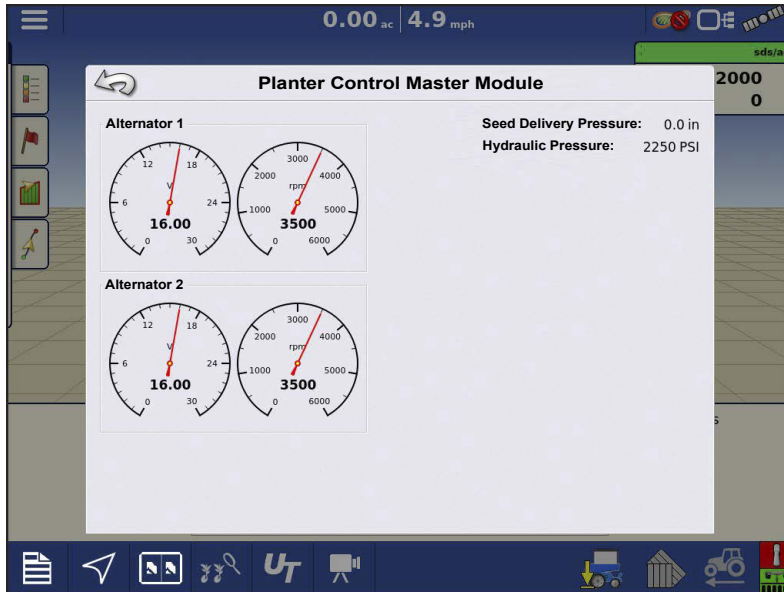 0.00 ac 4.9 mph
sds/a
2000
0
Planter Control Master Module
Alternator 1
Seed Delivery Pressure: 0.0 in
Hydraulic Pressure: 2250 PSI
0 6 12 18 24 30
V
16.00
0 1000 2000 3000 4000 5000 6000
rpm
3500
Alternator 2
0 6 12 18 24 30
V
16.00
0 1000 2000 3000 4000 5000 6000
rpm
3500
s
UT